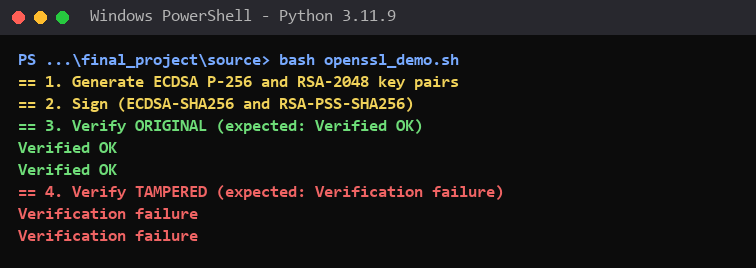 Windows PowerShell - Python 3.11.9
PS ...\final_project\source> bash openssl_demo.sh
== 1. Generate ECDSA P-256 and RSA-2048 key pairs
== 2. Sign (ECDSA-SHA256 and RSA-PSS-SHA256)
== 3. Verify ORIGINAL (expected: Verified OK)
Verified OK
Verified OK
== 4. Verify TAMPERED (expected: Verification failure)
Verification failure
Verification failure